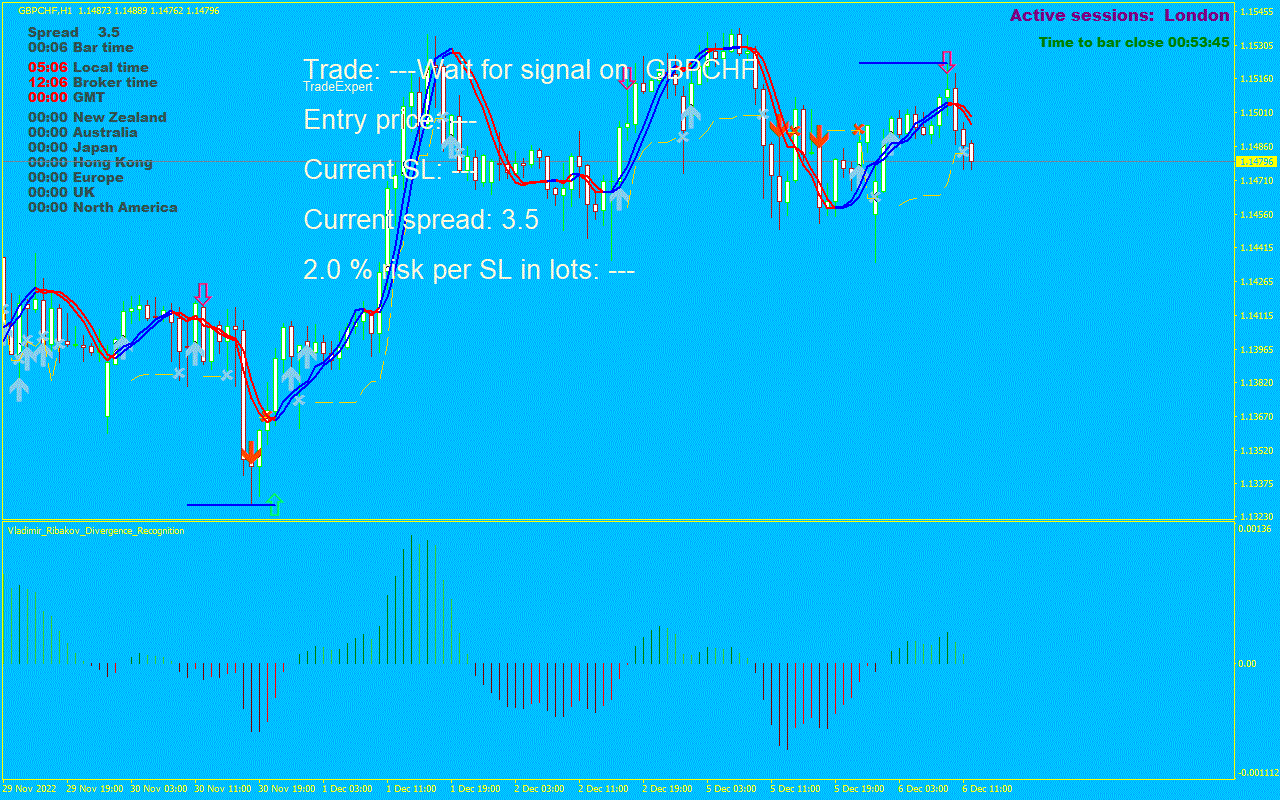 GBPCHF,H1 1.14873 1.14889 1.14762 1.14796
Active sessions: London
Time to bar close 00:53:45
Spread 3.5
00:06 Bar time
05:06 Local time
12:06 Broker time
00:00 GMT
00:00 New Zealand
00:00 Australia
00:00 Japan
00:00 Hong Kong
00:00 Europe
00:00 UK
00:00 North America
Trade: ---Wait for signal on GBPCHF
TradeExpert
Entry price: ---
Current SL: ---
Current spread: 3.5
2.0 % risk per SL in lots: ---
1.15455
1.15305
1.15160
1.15010
1.14860
1.14796
1.14710
1.14560
1.14415
1.14265
1.14115
1.13965
1.13820
1.13670
1.13520
1.13375
1.13230
Vladimir_Ribakov_Divergence_Recognition
0.00136
0.00
-0.001112
29 Nov 2022
29 Nov 19:00
30 Nov 03:00
30 Nov 11:00
30 Nov 19:00
1 Dec 03:00
1 Dec 11:00
1 Dec 19:00
2 Dec 03:00
2 Dec 11:00
2 Dec 19:00
5 Dec 03:00
5 Dec 11:00
5 Dec 19:00
6 Dec 03:00
6 Dec 11:00